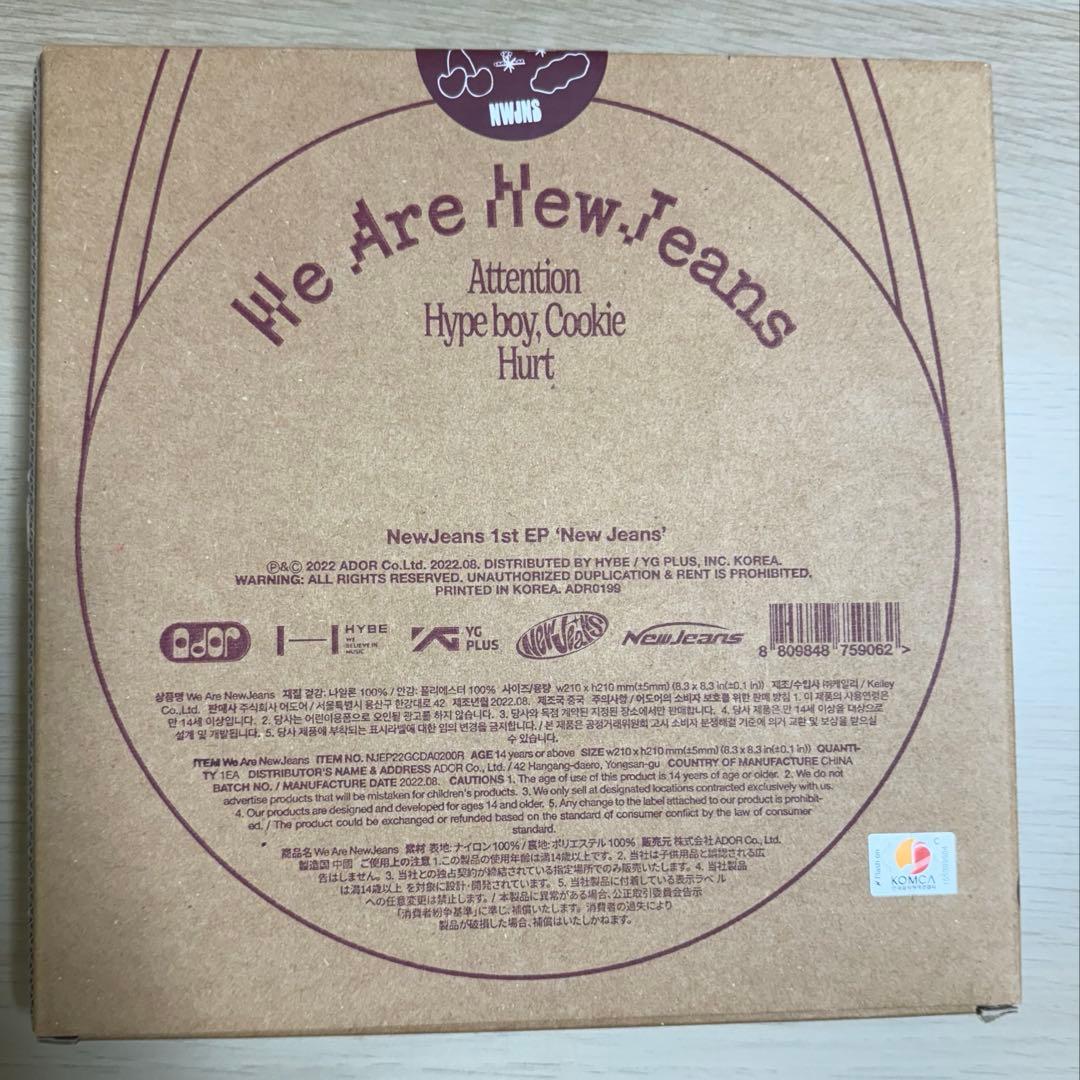 NWJNS
We Are NewJeans
Attention
Hype boy, Cookie
Hurt
NewJeans 1st EP ‘New Jeans’
℗&© 2022 ADOR Co.Ltd. 2022.08. DISTRIBUTED BY HYBE / YG PLUS, INC. KOREA.
WARNING: ALL RIGHTS RESERVED. UNAUTHORIZED DUPLICATION & RENT IS PROHIBITED.
PRINTED IN KOREA. ADR0199
ador
HYBE
WE
BELIEVE IN
MUSIC
YG
PLUS
NewJeans
NewJeans
8 809848 759062 >
상품명 We Are NewJeans 재질 겉감: 나일론 100% / 안감: 폴리에스터 100% 사이즈/용량 w210 x h210 mm(±5mm) (8.3 x 8.3 in(±0.1 in)) 제조/수입사 ㈜케일리 / Kelley
Co.,Ltd. 판매사 주식회사 어도어 / 서울특별시 용산구 한강대로 42 제조년월 2022.08. 제조국 중국 주의사항 / 어도어의 소비자 보호를 위한 판매 방침 1. 이 제품의 사용연령은
만 14세 이상입니다. 2. 당사는 어린이용품으로 오인될 광고를 하지 않습니다. 3. 당사와 독점 계약된 지정된 장소에서만 판매합니다. 4. 당사 제품은 만 14세 이상을 대상으로
설계 및 개발됩니다. 5. 당사 제품에 부착되는 표시라벨에 대한 임의 변경을 금지합니다. / 본 제품은 공정거래위원회 고시 소비자 분쟁해결 기준에 의거 교환 및 보상을 받으실
수 있습니다.
ITEM We Are NewJeans ITEM NO. NJEP22GCDA0200R AGE 14 years or above SIZE w210 x h210 mm(±5mm) (8.3 x 8.3 in(±0.1 in)) QUANTI-
TY 1EA DISTRIBUTOR'S NAME & ADDRESS ADOR Co., Ltd. / 42 Hangang-daero, Yongsan-gu COUNTRY OF MANUFACTURE CHINA
BATCH NO. / MANUFACTURE DATE 2022.08. CAUTIONS 1. The age of use of this product is 14 years of age or older. 2. We do not
advertise products that will be mistaken for children's products. 3. We only sell at designated locations contracted exclusively with us.
4. Our products are designed and developed for ages 14 and older. 5. Any change to the label attached to our product is prohibit-
ed. / The product could be exchanged or refunded based on the standard of consumer conflict by the law of consumer
standard.
商品名 We Are NewJeans 素材 表地: ナイロン 100% / 裏地: ポリエステル 100% 販売元 株式会社 ADOR Co., Ltd.
製造国 中國 ご使用上の注意 1.この製品の使用年齢は満14歳以上です。2. 当社は子供用品と誤認される広
告はしません。3. 当社との独占契約が締結されている指定場所でのみ販売いたします。4. 当社製品
は満14歳以上 を対象に設計・開発されています。5. 当社製品に付着している表示ラベル
への任意変更は禁止します。/ 本製品に異常がある場合、公正取引委員会告示
「消費者紛争基準」に準じ、補償いたします。消費者の過失により
製品が破損した場合、補償はいたしかねます。
Flash on
KOMCA
한국음악저작권협회
C